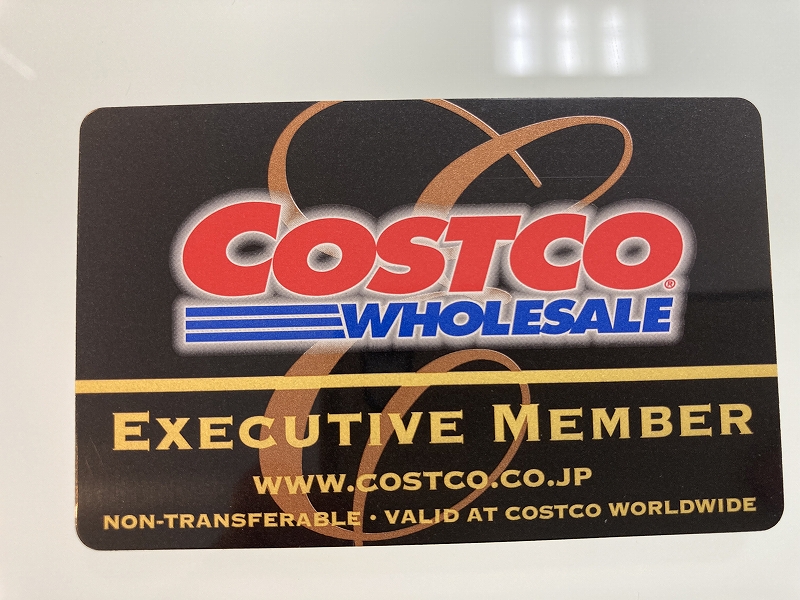 COSTCO®
WHOLESALE
EXECUTIVE MEMBER
WWW.COSTCO.CO.JP
NON-TRANSFERABLE · VALID AT COSTCO WORLDWIDE